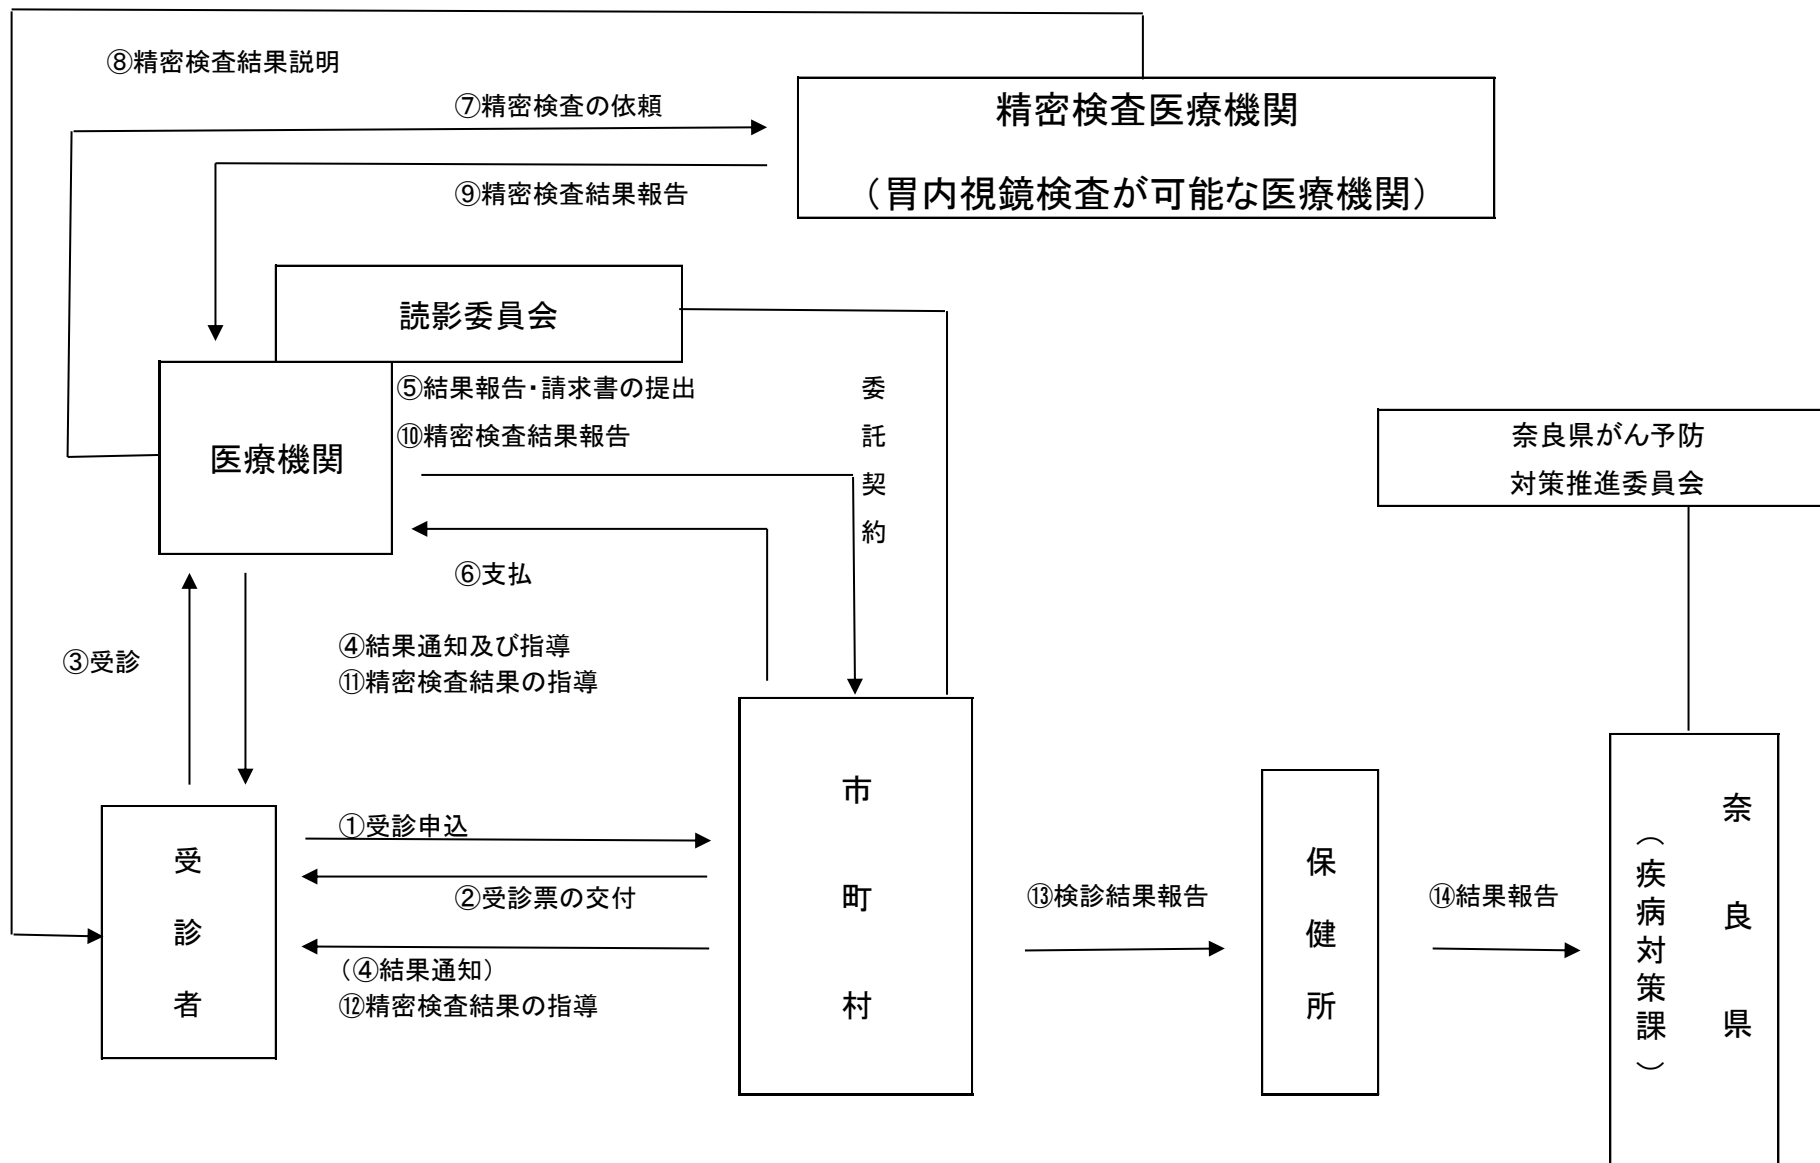 ⑧精密検査結果説明
⑦精密検査の依頼
精密検査医療機関
（胃内視鏡検査が可能な医療機関）
⑨精密検査結果報告
読影委員会
医療機関
⑤結果報告・請求書の提出
⑩精密検査結果報告
委託契約
奈良県がん予防
対策推進委員会
⑥支払
③受診
④結果通知及び指導
⑪精密検査結果の指導
受診者
①受診申込
②受診票の交付
（④結果通知）
⑫精密検査結果の指導
市町村
⑬検診結果報告
保健所
⑭結果報告
奈良県
（疾病対策課）